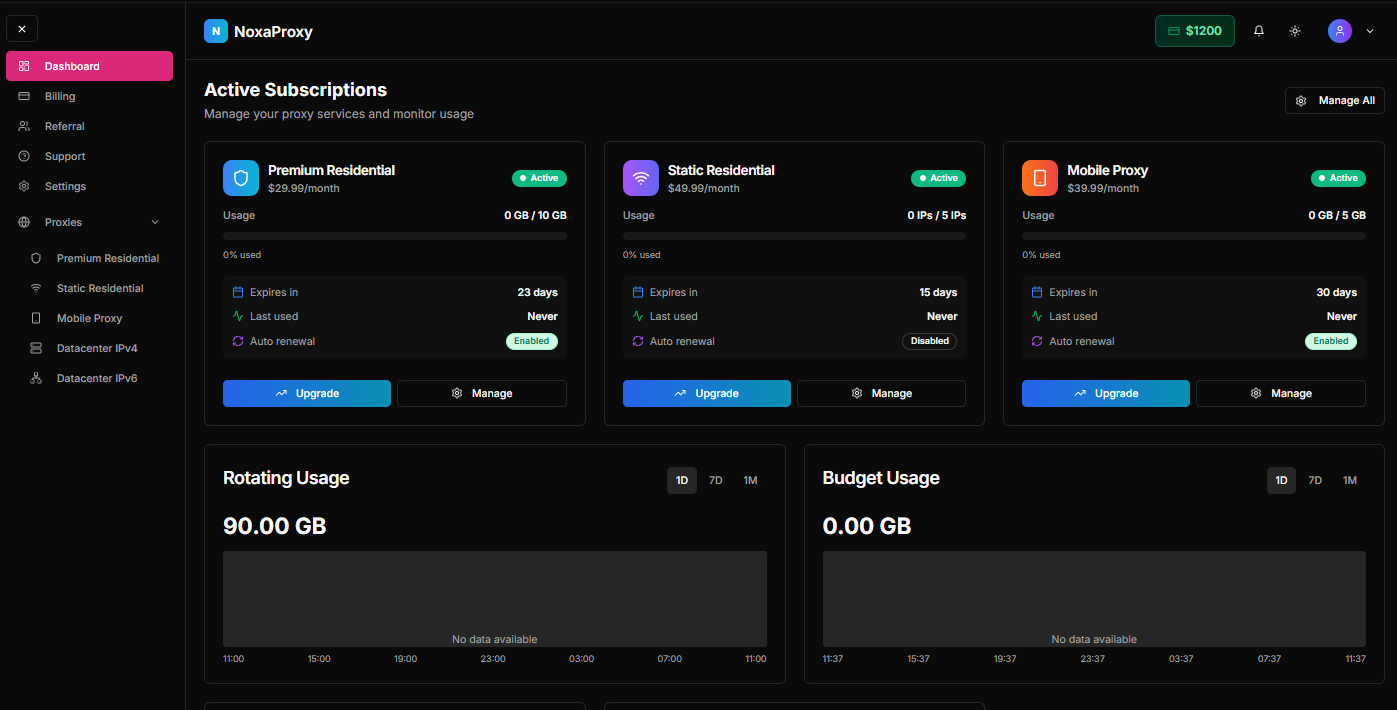 N NoxaProxy
$1200
Dashboard
Billing
Referral
Support
Settings
Proxies
Premium Residential
Static Residential
Mobile Proxy
Datacenter IPv4
Datacenter IPv6
Active Subscriptions
Manage your proxy services and monitor usage
Manage All
Premium Residential
$29.99/month
Active
Usage 0 GB / 10 GB
0% used
Expires in 23 days
Last used Never
Auto renewal Enabled
Upgrade Manage
Static Residential
$49.99/month
Active
Usage 0 IPs / 5 IPs
0% used
Expires in 15 days
Last used Never
Auto renewal Disabled
Upgrade Manage
Mobile Proxy
$39.99/month
Active
Usage 0 GB / 5 GB
0% used
Expires in 30 days
Last used Never
Auto renewal Enabled
Upgrade Manage
Rotating Usage 1D 7D 1M
90.00 GB
No data available
11:00 15:00 19:00 23:00 03:00 07:00 11:00
Budget Usage 1D 7D 1M
0.00 GB
No data available
11:37 15:37 19:37 23:37 03:37 07:37 11:37